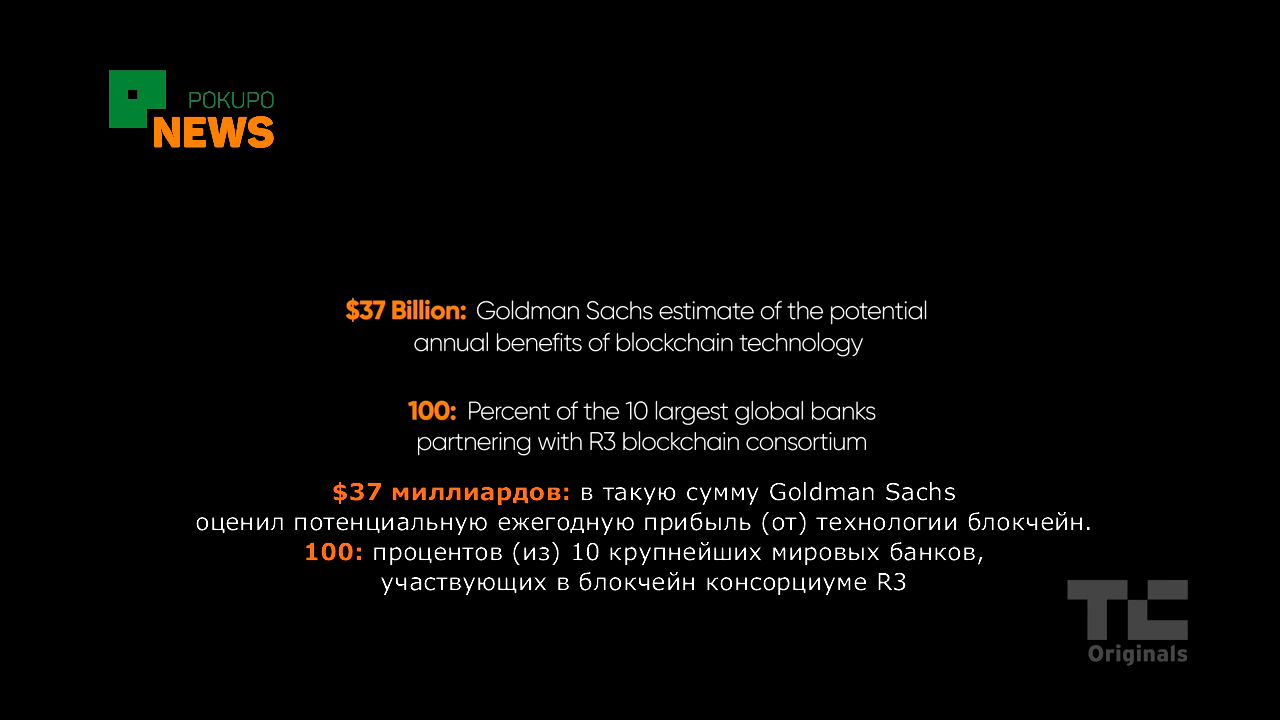 POKUPO
NEWS
$37 Billion: Goldman Sachs estimate of the potential
annual benefits of blockchain technology
100: Percent of the 10 largest global banks
partnering with R3 blockchain consortium
$37 миллиардов: в такую сумму Goldman Sachs
оценил потенциальную ежегодную прибыль (от) технологии блокчейн.
100: процентов (из) 10 крупнейших мировых банков,
участвующих в блокчейн консорциуме R3
TC
Originals